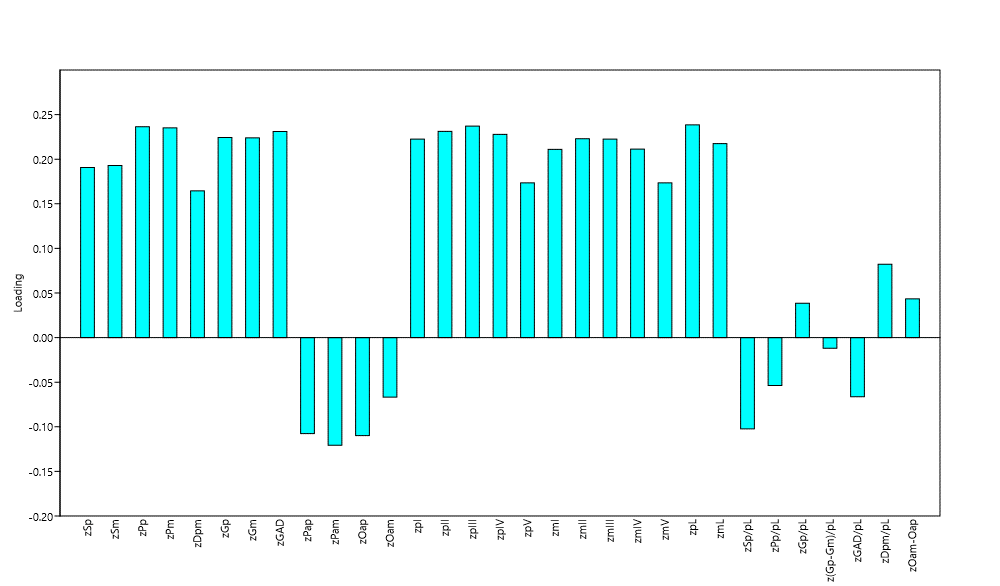 0.25
0.20
0.15
0.10
0.05
0.00
-0.05
-0.10
-0.15
-0.20
Loading
zSp
zSm
zPp
zPm
zDpm
zGp
zGm
zGAD
zPap
zPam
zOap
zOam
zpI
zpII
zpIII
zpIV
zpV
zmI
zmII
zmIII
zmIV
zmV
zpL
zmL
zSp/pL
zPp/pL
zGp/pL
z(Gp-Gm)/pL
zGAD/pL
zDpm/pL
zOam-Oap